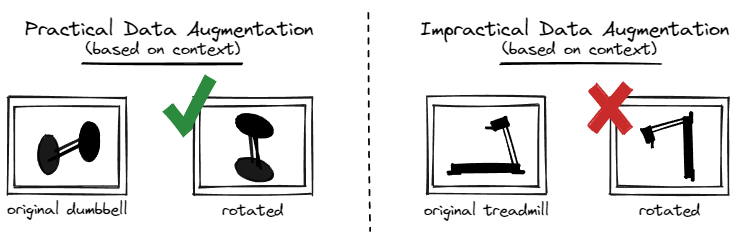 Practical Data Augmentation
(based on context)
original dumbbell
rotated
Impractical Data Augmentation
(based on context)
original treadmill
rotated